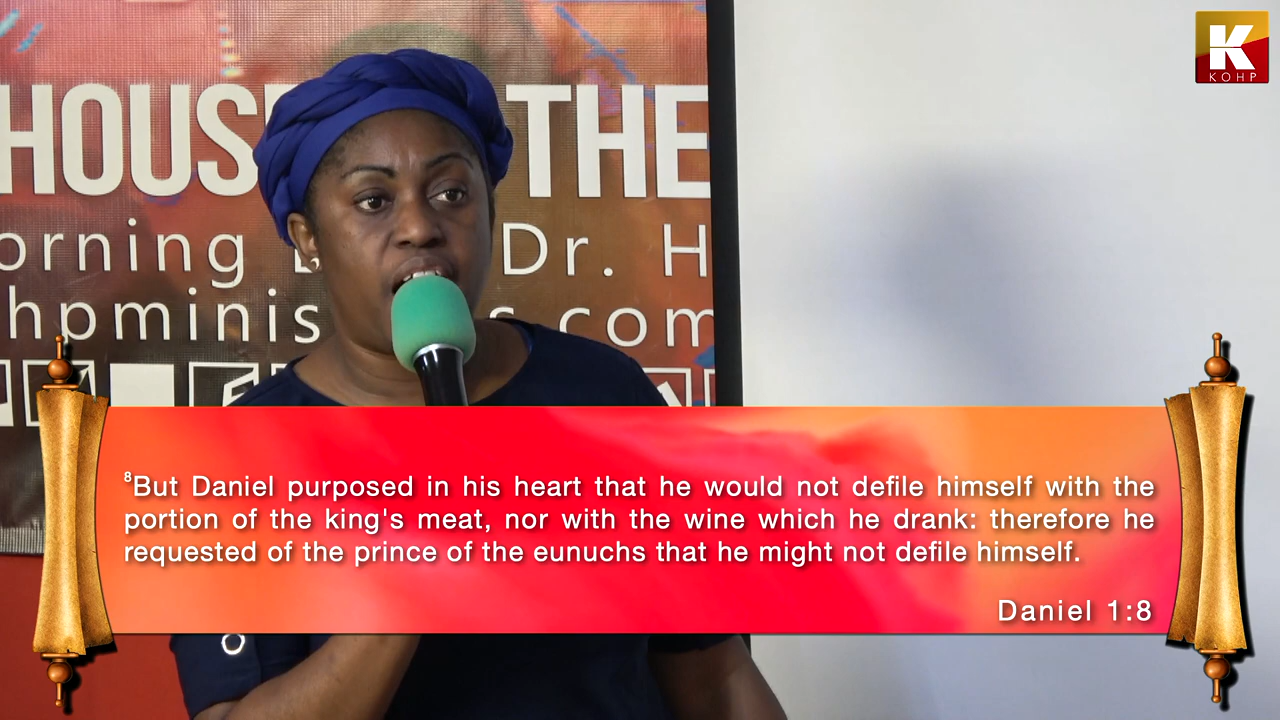 K
KOHP
HOUSE THE
orning Dr. H
hpminis s.com
⁸But Daniel purposed in his heart that he would not defile himself with the
portion of the king's meat, nor with the wine which he drank: therefore he
requested of the prince of the eunuchs that he might not defile himself.
Daniel 1:8